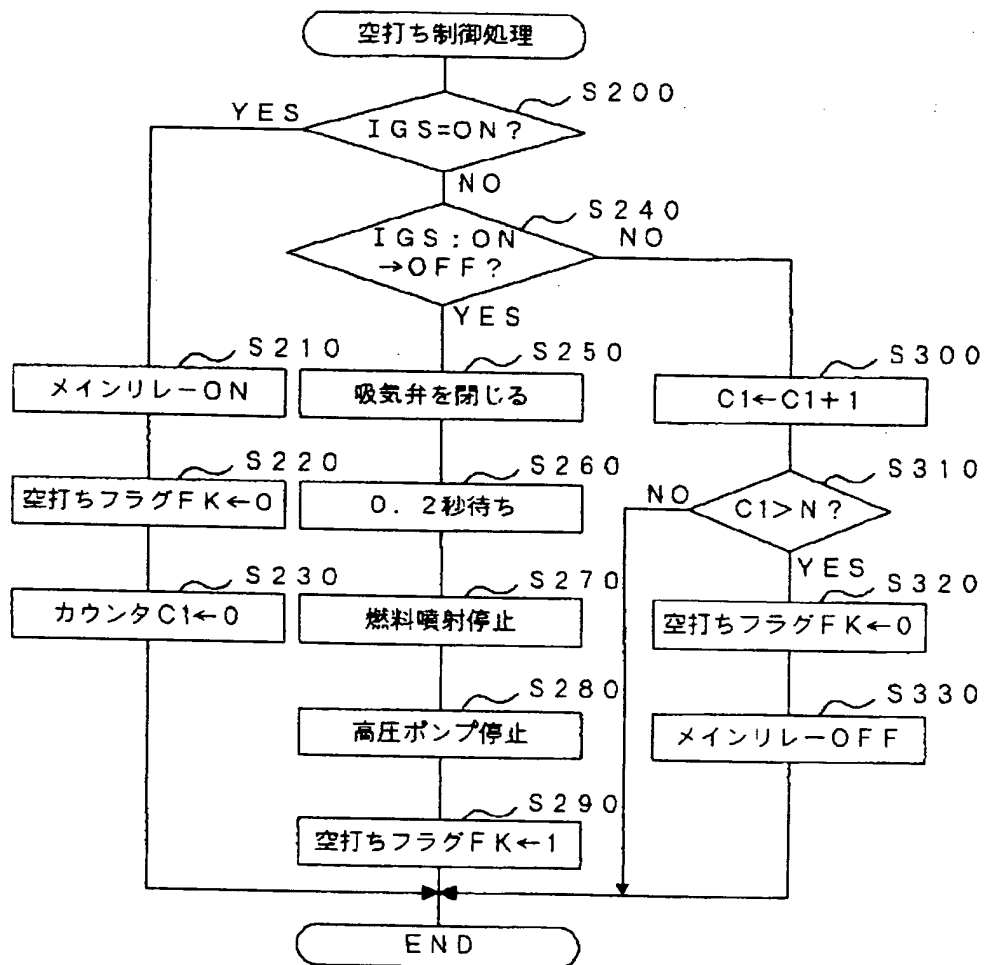 空打ち制御処理
S200
YES
IGS=ON?
NO
S240
IGS:ON
→OFF?
NO
YES
S210
メインリレーON
S250
吸気弁を閉じる
S300
C1←C1+1
S220
空打ちフラグFK←0
S260
0.2秒待ち
S310
NO
C1>N?
YES
S230
カウンタC1←0
S270
燃料噴射停止
S320
空打ちフラグFK←0
S280
高圧ポンプ停止
S330
メインリレーOFF
S290
空打ちフラグFK←1
END